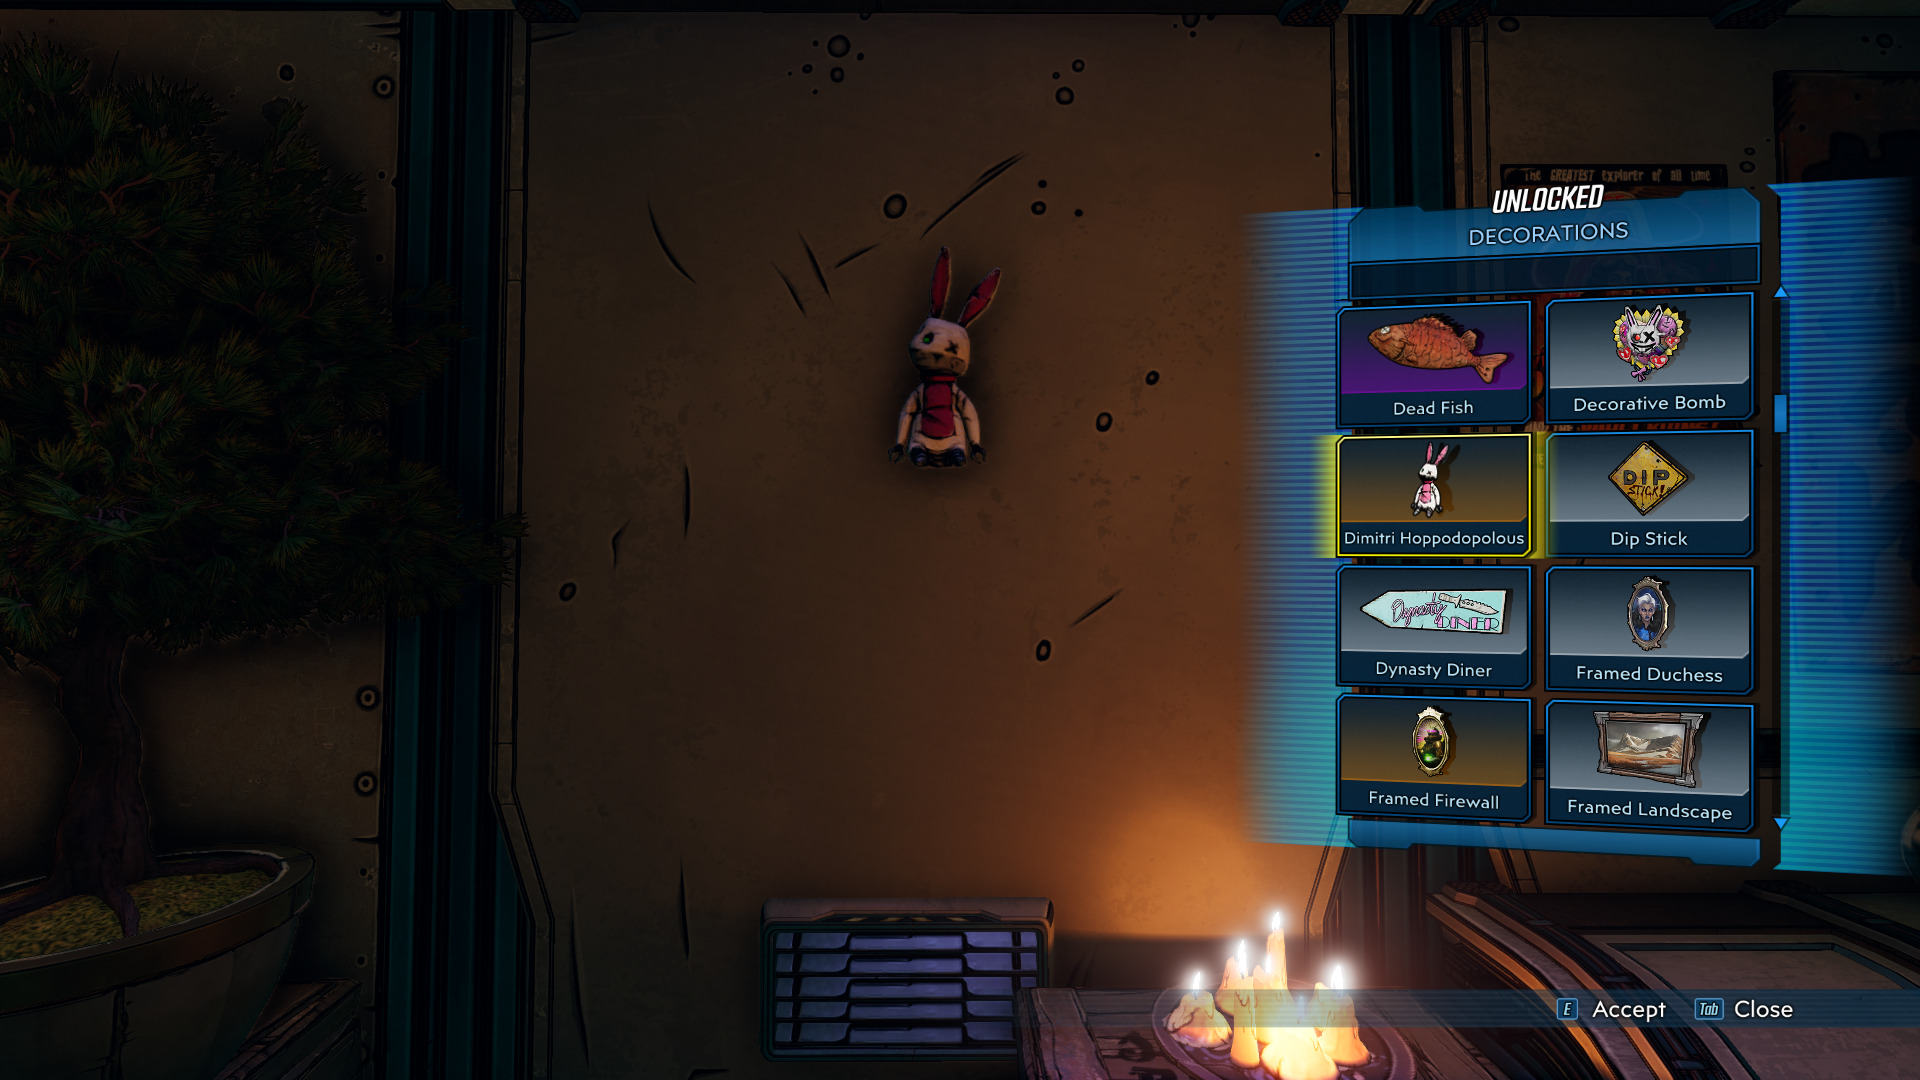 The GREATEST explorer of all time
UNLOCKED
DECORATIONS
Dead Fish
Decorative Bomb
DIP
STICK!
Dimitri Hoppodopolous
Dip Stick
Dynasty
DINER
Dynasty Diner
Framed Duchess
Framed Firewall
Framed Landscape
E Accept Tab Close